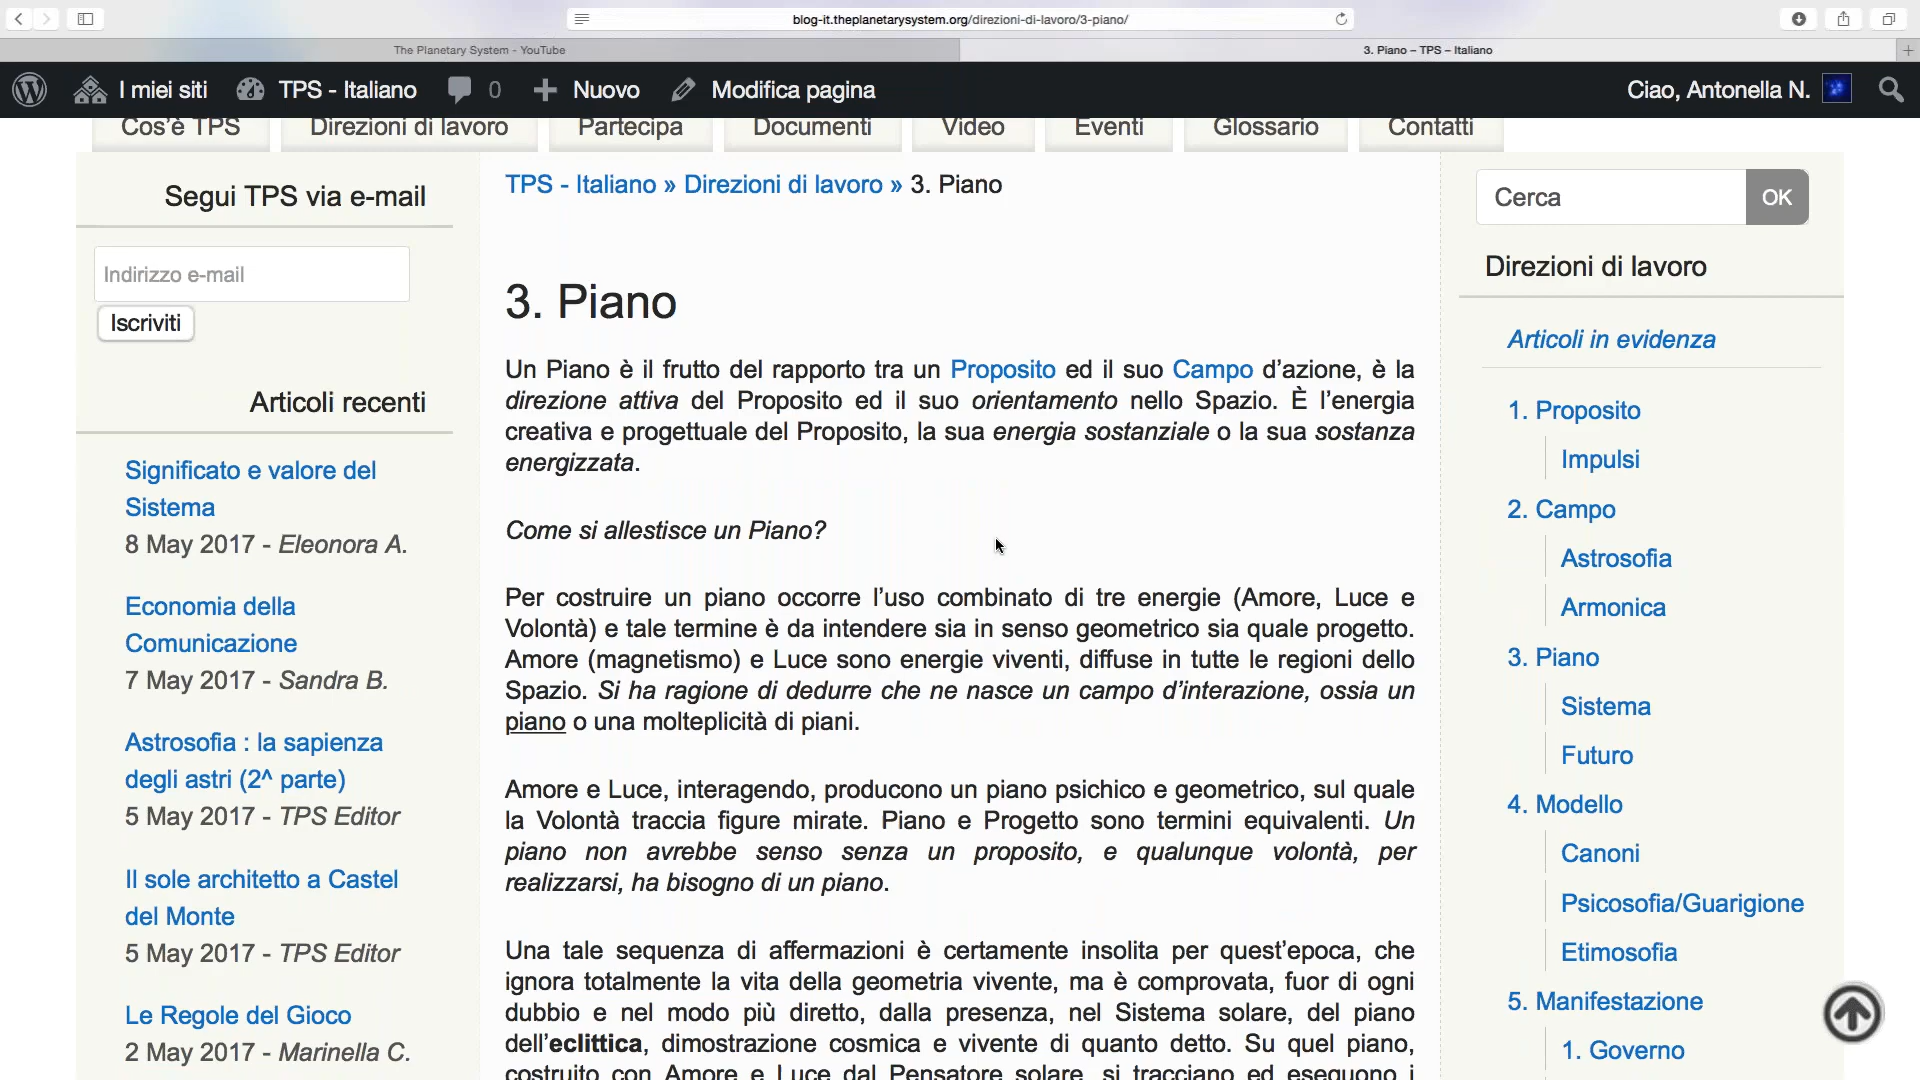 blog-it.theplanetarysystem.org/direzioni-di-lavoro/3-piano/
The Planetary System - YouTube
3. Piano – TPS – Italiano
I miei siti
TPS - Italiano
0
Nuovo
Modifica pagina
Ciao, Antonella N.
Cos'è TPS
Direzioni di lavoro
Partecipa
Documenti
Video
Eventi
Glossario
Contatti
Segui TPS via e-mail
Indirizzo e-mail
Iscriviti
Articoli recenti
Significato e valore del
Sistema
8 May 2017 - Eleonora A.
Economia della
Comunicazione
7 May 2017 - Sandra B.
Astrosofia : la sapienza
degli astri (2^ parte)
5 May 2017 - TPS Editor
Il sole architetto a Castel
del Monte
5 May 2017 - TPS Editor
Le Regole del Gioco
2 May 2017 - Marinella C.
TPS - Italiano » Direzioni di lavoro » 3. Piano
3. Piano
Un Piano è il frutto del rapporto tra un Proposito ed il suo Campo d’azione, è la
direzione attiva del Proposito ed il suo orientamento nello Spazio. È l’energia
creativa e progettuale del Proposito, la sua energia sostanziale o la sua sostanza
energizzata.
Come si allestisce un Piano?
Per costruire un piano occorre l’uso combinato di tre energie (Amore, Luce e
Volontà) e tale termine è da intendere sia in senso geometrico sia quale progetto.
Amore (magnetismo) e Luce sono energie viventi, diffuse in tutte le regioni dello
Spazio. Si ha ragione di dedurre che ne nasce un campo d’interazione, ossia un
piano o una molteplicità di piani.
Amore e Luce, interagendo, producono un piano psichico e geometrico, sul quale
la Volontà traccia figure mirate. Piano e Progetto sono termini equivalenti. Un
piano non avrebbe senso senza un proposito, e qualunque volontà, per
realizzarsi, ha bisogno di un piano.
Una tale sequenza di affermazioni è certamente insolita per quest’epoca, che
ignora totalmente la vita della geometria vivente, ma è comprovata, fuor di ogni
dubbio e nel modo più diretto, dalla presenza, nel Sistema solare, del piano
dell’eclittica, dimostrazione cosmica e vivente di quanto detto. Su quel piano,
costruito con Amore e Luce dal Pensatore solare, si tracciano ed eseguono i
Cerca
OK
Direzioni di lavoro
Articoli in evidenza
1. Proposito
Impulsi
2. Campo
Astrosofia
Armonica
3. Piano
Sistema
Futuro
4. Modello
Canoni
Psicosofia/Guarigione
Etimosofia
5. Manifestazione
1. Governo